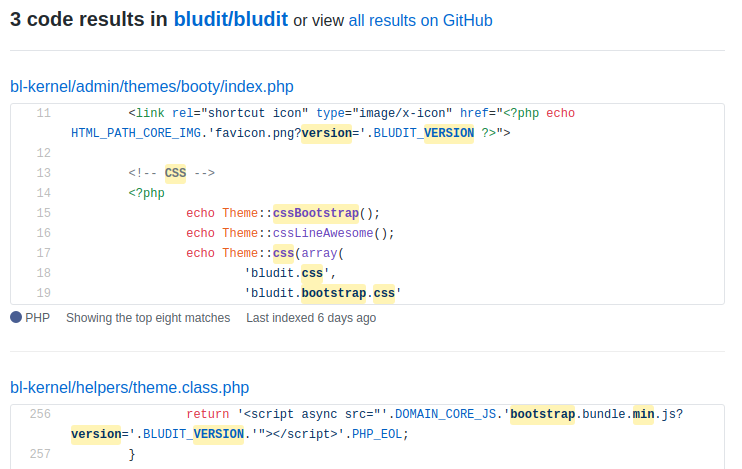 3 code results in bludit/bludit or view all results on GitHub
bl-kernel/admin/themes/booty/index.php
11 <link rel="shortcut icon" type="image/x-icon" href="<?php echo
HTML_PATH_CORE_IMG.'favicon.png?version='.BLUDIT_VERSION ?>">
12
13 <!-- CSS -->
14 <?php
15 echo Theme::cssBootstrap();
16 echo Theme::cssLineAwesome();
17 echo Theme::css(array(
18 'bludit.css',
19 'bludit.bootstrap.css'
PHP Showing the top eight matches Last indexed 6 days ago
bl-kernel/helpers/theme.class.php
256 return '<script async src="'.DOMAIN_CORE_JS.'bootstrap.bundle.min.js?
version='.BLUDIT_VERSION.'"></script>'.PHP_EOL;
257 }